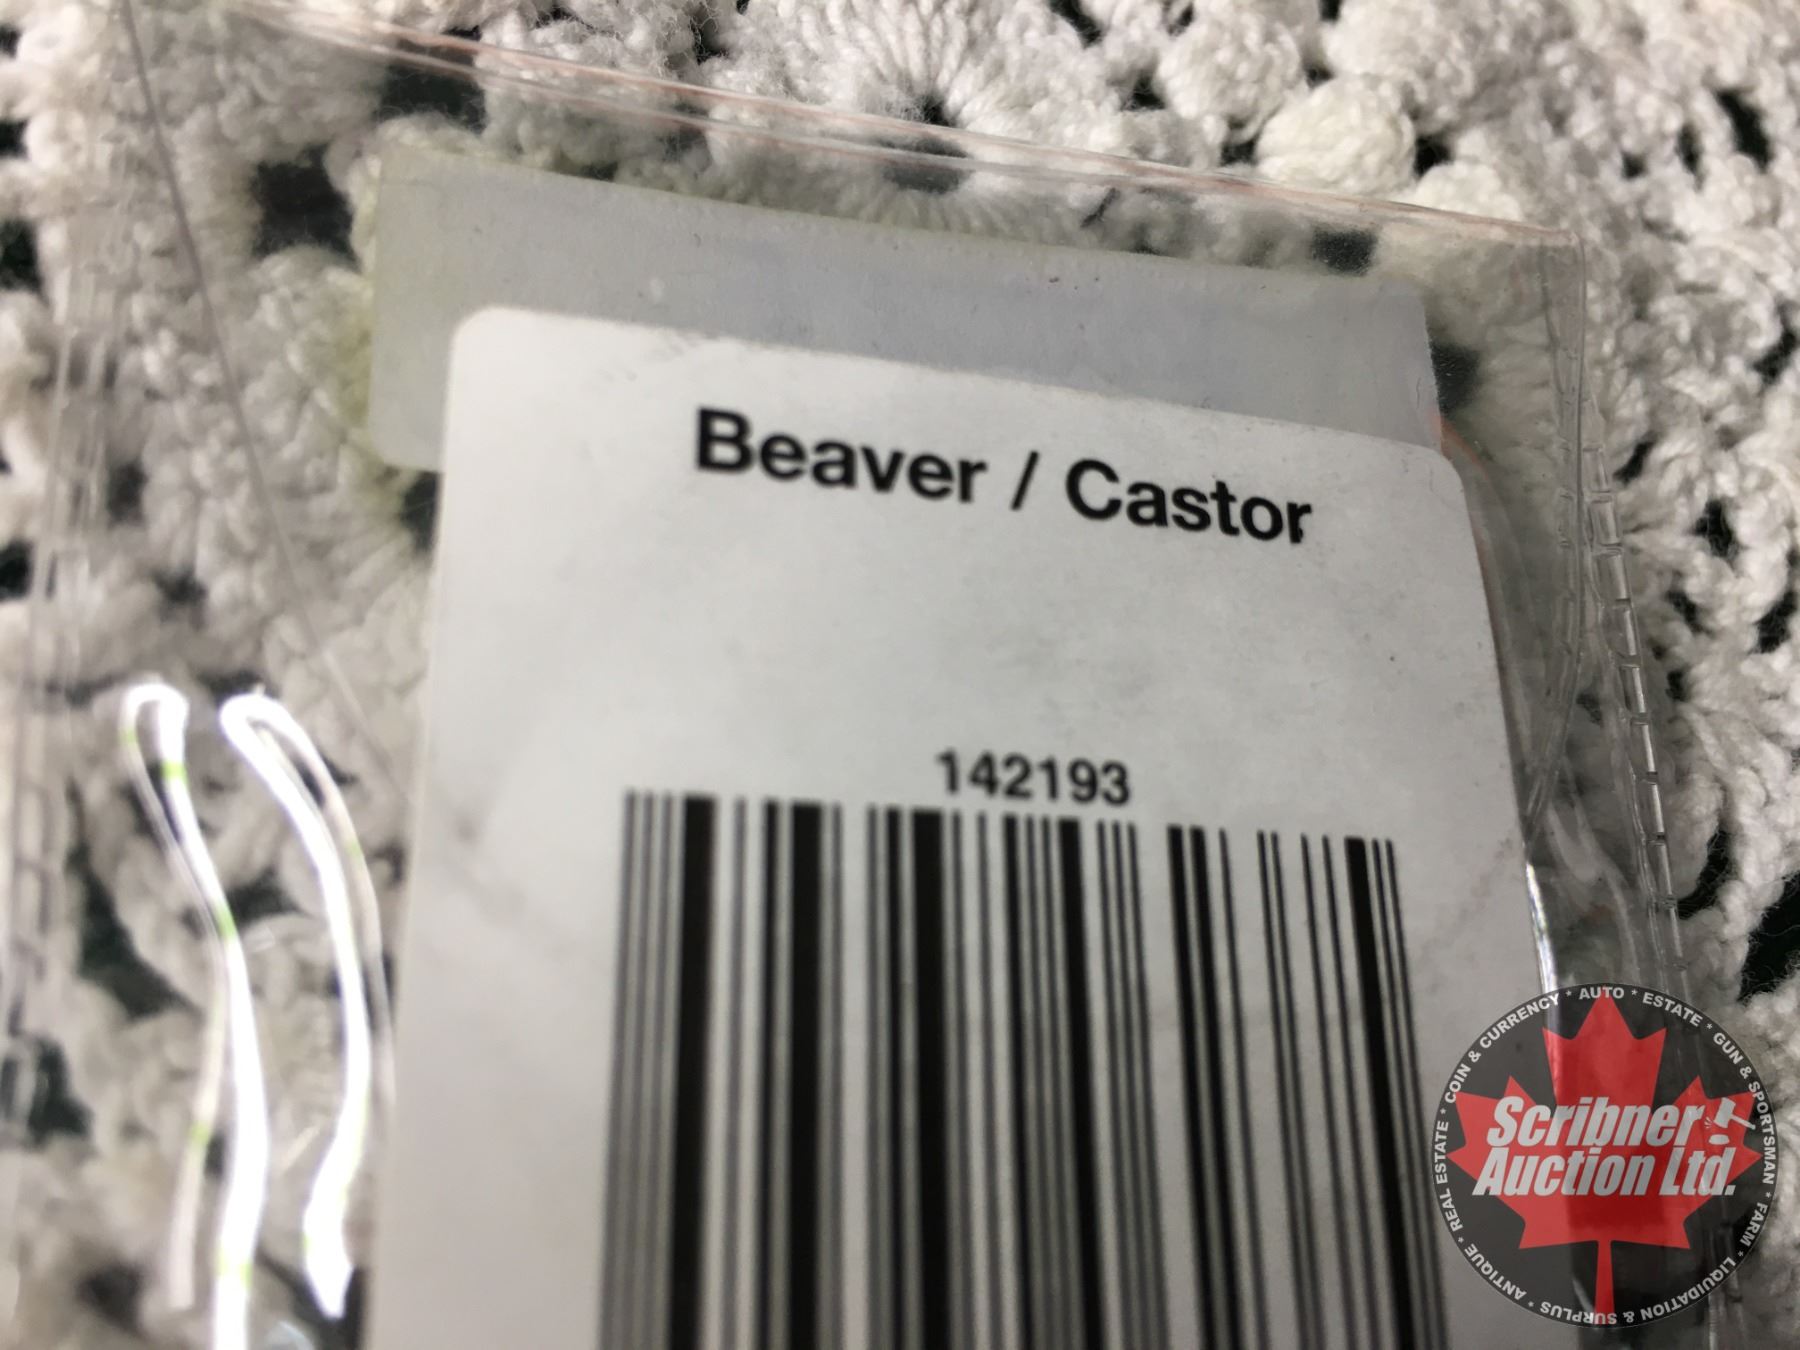 Beaver / Castor
142193
Scribner
Auction Ltd.
REAL ESTATE * COIN & CURRENCY * AUTO * ESTATE * GUN & SPORTSMAN * FARM * LIQUIDATION & SURPLUS * ANTIQUE *